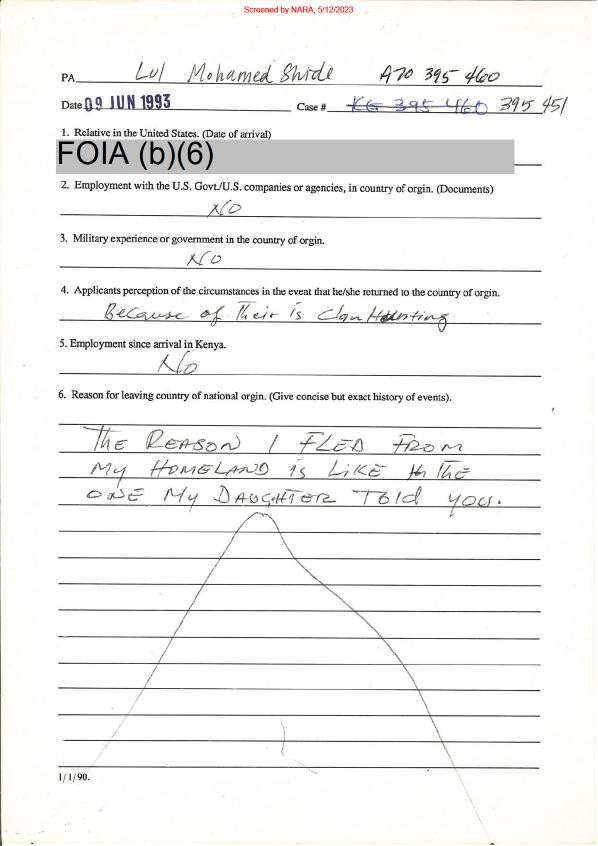 Screened by NARA, 5/12/2023
PA Lul Mohamed Shide A70 395 460
Date 09 JUN 1993 Case # KG 395 460 395 451
1. Relative in the United States. (Date of arrival)
FOIA (b)(6)
2. Employment with the U.S. Govt./U.S. companies or agencies, in country of orgin. (Documents)
NO
3. Military experience or government in the country of orgin.
NO
4. Applicants perception of the circumstances in the event that he/she returned to the country of orgin.
Because of Their is Clan Hunting
5. Employment since arrival in Kenya.
No
6. Reason for leaving country of national orgin. (Give concise but exact history of events).
THE REASON I FLED FROM
MY HOMELAND is LIKE THE
ONE MY DAUGHTER TOld you.
1/1/90.